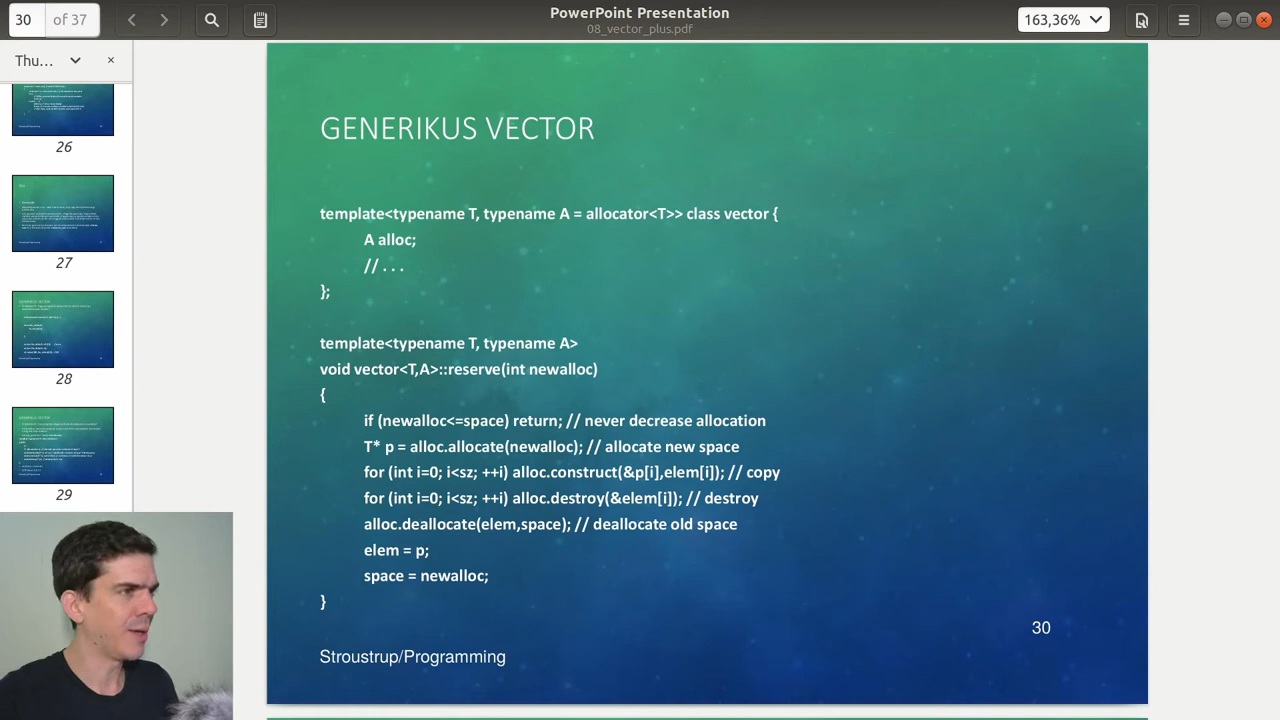 30 of 37
PowerPoint Presentation
08_vector_plus.pdf
163,36%
Thu...
26
27
28
29
GENERIKUS VECTOR
template<typename T, typename A = allocator<T>> class vector {
A alloc;
// . . .
};
template<typename T, typename A>
void vector<T,A>::reserve(int newalloc)
{
if (newalloc<=space) return; // never decrease allocation
T* p = alloc.allocate(newalloc); // allocate new space
for (int i=0; i<sz; ++i) alloc.construct(&p[i],elem[i]); // copy
for (int i=0; i<sz; ++i) alloc.destroy(&elem[i]); // destroy
alloc.deallocate(elem,space); // deallocate old space
elem = p;
space = newalloc;
}
30
Stroustrup/Programming